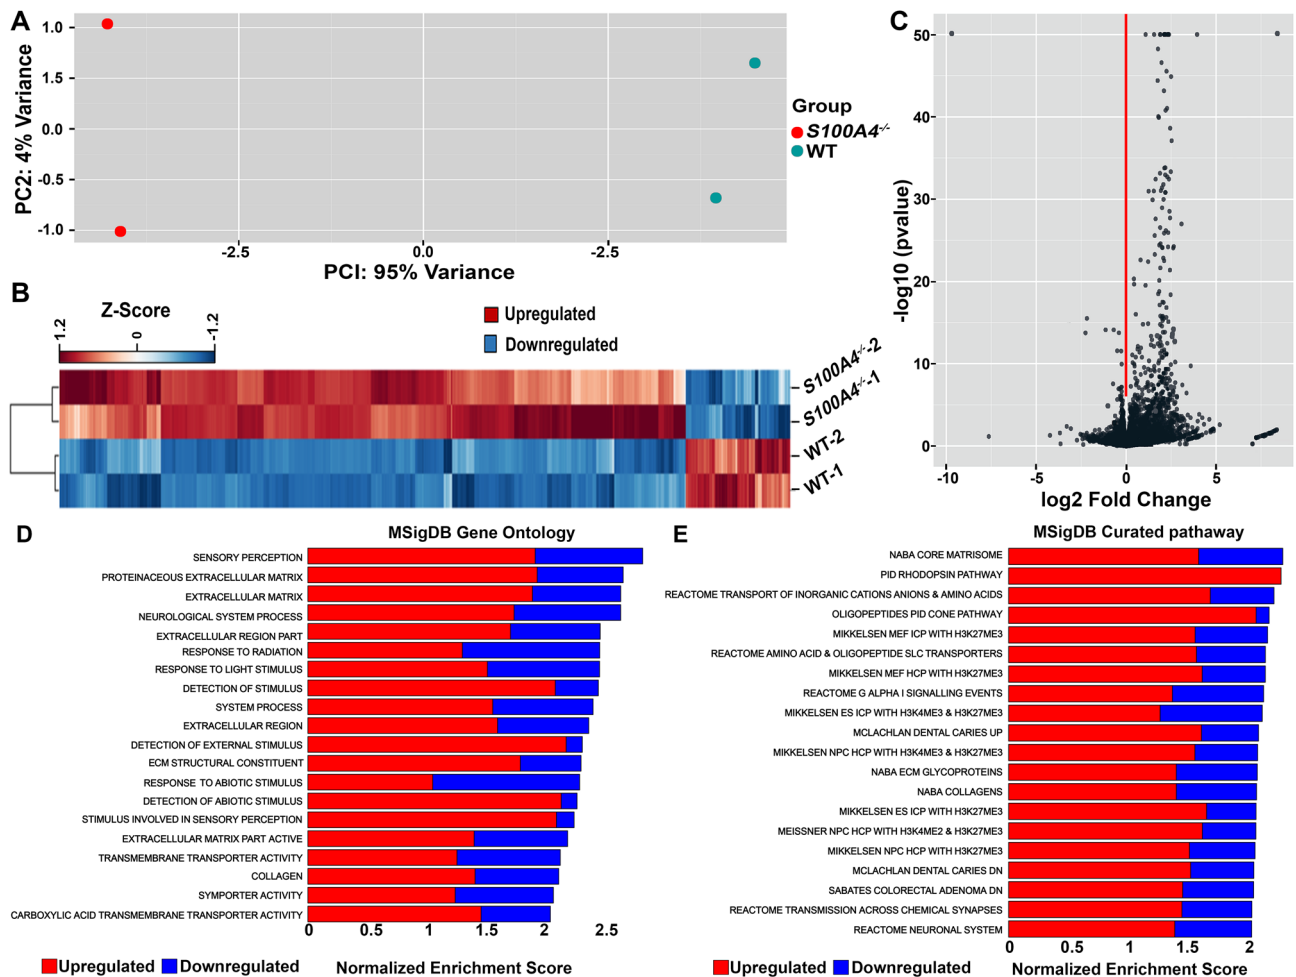 A
1.0
1.5
0.0
-0.5
-1.0
PC2: 4% Variance
-2.5
0.0
-2.5
PCI: 95% Variance
Group
S100A4-/-
WT
B
Z-Score
1.2
0
-1.2
Upregulated
Downregulated
S100A4-/--2
S100A4-/--1
WT-2
WT-1
C
50
40
30
20
10
0
-log10 (pvalue)
-10
-5
0
5
log2 Fold Change
D
MSigDB Gene Ontology
SENSORY PERCEPTION
PROTEINACEOUS EXTRACELLULAR MATRIX
EXTRACELLULAR MATRIX
NEUROLOGICAL SYSTEM PROCESS
EXTRACELLULAR REGION PART
RESPONSE TO RADIATION
RESPONSE TO LIGHT STIMULUS
DETECTION OF STIMULUS
SYSTEM PROCESS
EXTRACELLULAR REGION
DETECTION OF EXTERNAL STIMULUS
ECM STRUCTURAL CONSTITUENT
RESPONSE TO ABIOTIC STIMULUS
DETECTION OF ABIOTIC STIMULUS
STIMULUS INVOLVED IN SENSORY PERCEPTION
EXTRACELLULAR MATRIX PART ACTIVE
TRANSMEMBRANE TRANSPORTER ACTIVITY
COLLAGEN
SYMPORTER ACTIVITY
CARBOXYLIC ACID TRANSMEMBRANE TRANSPORTER ACTIVITY
0
0.5
1
1.5
2
2.5
Upregulated
Downregulated
Normalized Enrichment Score
E
MSigDB Curated pathaway
NABA CORE MATRISOME
PID RHODOPSIN PATHWAY
REACTOME TRANSPORT OF INORGANIC CATIONS ANIONS & AMINO ACIDS
OLIGOPEPTIDES PID CONE PATHWAY
MIKKELSEN MEF ICP WITH H3K27ME3
REACTOME AMINO ACID & OLIGOPEPTIDE SLC TRANSPORTERS
MIKKELSEN MEF HCP WITH H3K27ME3
REACTOME G ALPHA I SIGNALLING EVENTS
MIKKELSEN ES ICP WITH H3K4ME3 & H3K27ME3
MCLACHLAN DENTAL CARIES UP
MIKKELSEN NPC HCP WITH H3K4ME3 & H3K27ME3
NABA ECM GLYCOPROTEINS
NABA COLLAGENS
MIKKELSEN ES ICP WITH H3K27ME3
MEISSNER NPC HCP WITH H3K4ME2 & H3K27ME3
MIKKELSEN NPC HCP WITH H3K27ME3
MCLACHLAN DENTAL CARIES DN
SABATES COLORECTAL ADENOMA DN
REACTOME TRANSMISSION ACROSS CHEMICAL SYNAPSES
REACTOME NEURONAL SYSTEM
0
0.5
1
1.5
2
Upregulated
Downregulated
Normalized Enrichment Score